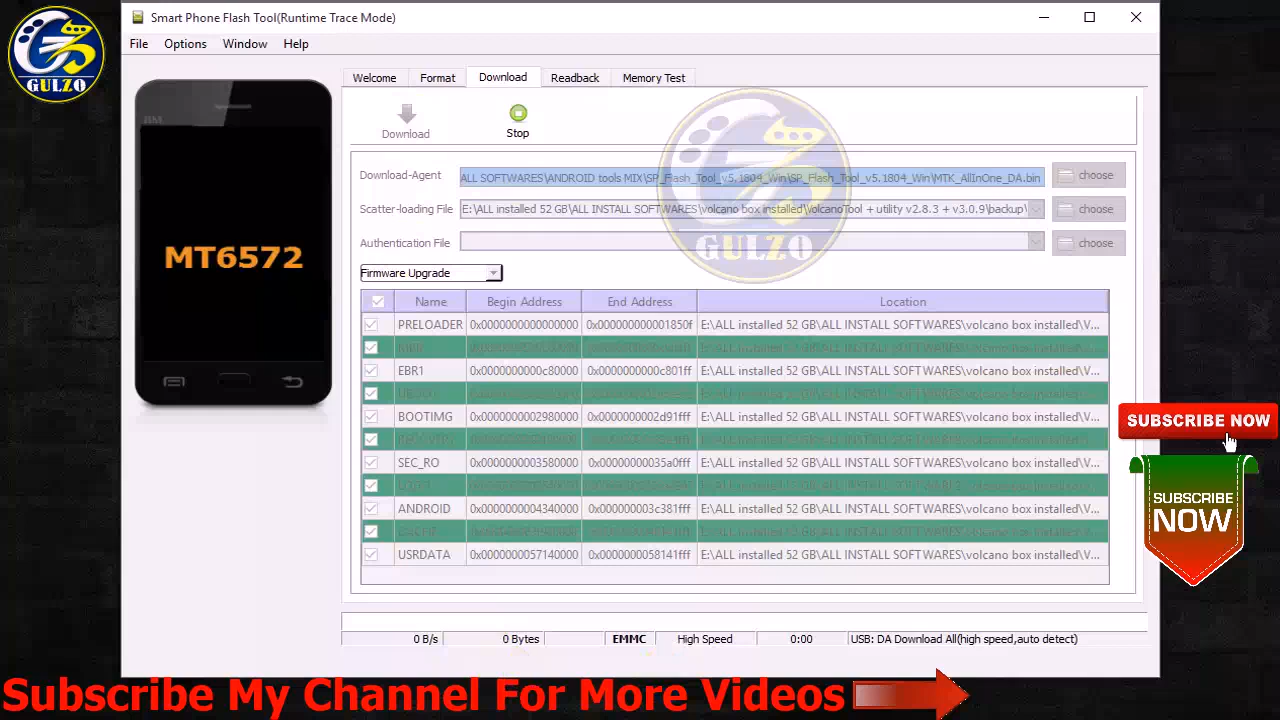 GULZO
Smart Phone Flash Tool(Runtime Trace Mode)
File Options Window Help
Welcome Format Download Readback Memory Test
Download Stop
BM
MT6572
Download-Agent ALL SOFTWARES\ANDROID tools MIX\SP_Flash_Tool_v5.1804_Win\SP_Flash_Tool_v5.1804_Win\MTK_AllInOne_DA.bin choose
Scatter-loading File E:\ALL installed 52 GB\ALL INSTALL SOFTWARES\volcano box installed\VolcanoTool + utility v2.8.3 + v3.0.9\backup\ choose
Authentication File choose
GULZO
Firmware Upgrade
Name Begin Address End Address Location
PRELOADER 0x0000000000000000 0x000000000001850f E:\ALL installed 52 GB\ALL INSTALL SOFTWARES\volcano box installed\V...
EBR1 0x0000000000c80000 0x0000000000c801ff E:\ALL installed 52 GB\ALL INSTALL SOFTWARES\volcano box installed\V...
BOOTIMG 0x0000000002980000 0x0000000002d91fff E:\ALL installed 52 GB\ALL INSTALL SOFTWARES\volcano box installed\V...
SEC_RO 0x0000000003580000 0x00000000035a0fff E:\ALL installed 52 GB\ALL INSTALL SOFTWARES\volcano box installed\V...
ANDROID 0x0000000004340000 0x000000003c381fff E:\ALL installed 52 GB\ALL INSTALL SOFTWARES\volcano box installed\V...
USRDATA 0x0000000057140000 0x0000000058141fff E:\ALL installed 52 GB\ALL INSTALL SOFTWARES\volcano box installed\V...
0 B/s 0 Bytes EMMC High Speed 0:00 USB: DA Download All(high speed,auto detect)
SUBSCRIBE NOW
SUBSCRIBE
NOW
Subscribe My Channel For More Videos